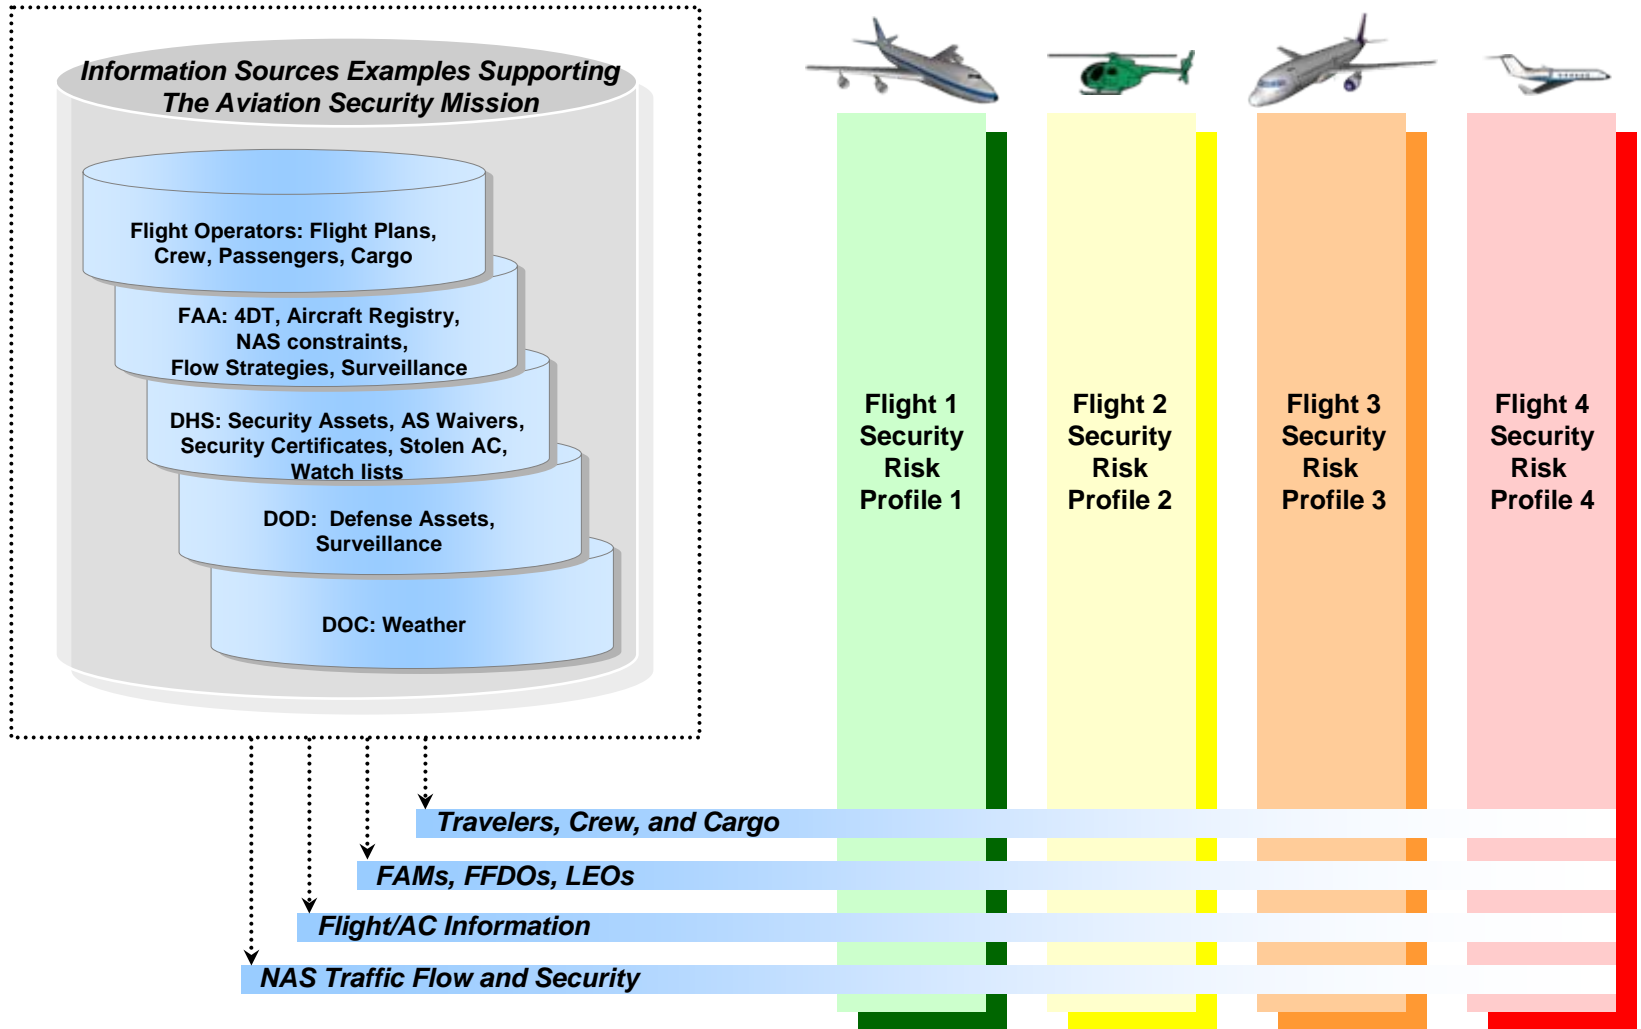 Information Sources Examples Supporting
The Aviation Security Mission
Flight Operators: Flight Plans,
Crew, Passengers, Cargo
FAA: 4DT, Aircraft Registry,
NAS constraints,
Flow Strategies, Surveillance
DHS: Security Assets, AS Waivers,
Security Certificates, Stolen AC,
Watch lists
DOD:  Defense Assets,
Surveillance
DOC: Weather
Flight 1
Security
Risk
Profile 1
Flight 2
Security
Risk
Profile 2
Flight 3
Security
Risk
Profile 3
Flight 4
Security
Risk
Profile 4
Travelers, Crew, and Cargo
FAMs, FFDOs, LEOs
Flight/AC Information
NAS Traffic Flow and Security